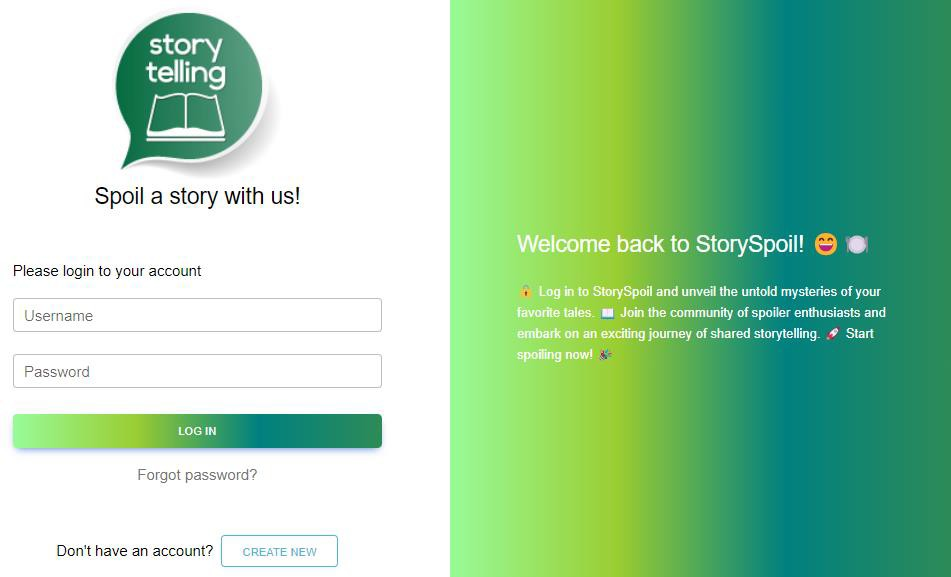 story
telling
Spoil a story with us!
Please login to your account
Username
Password
LOG IN
Forgot password?
Don't have an account? CREATE NEW
Welcome back to StorySpoil! 😄 🍽️
🔓 Log in to StorySpoil and unveil the untold mysteries of your
favorite tales. 📖 Join the community of spoiler enthusiasts and
embark on an exciting journey of shared storytelling. 🚀 Start
spoiling now! 🎉